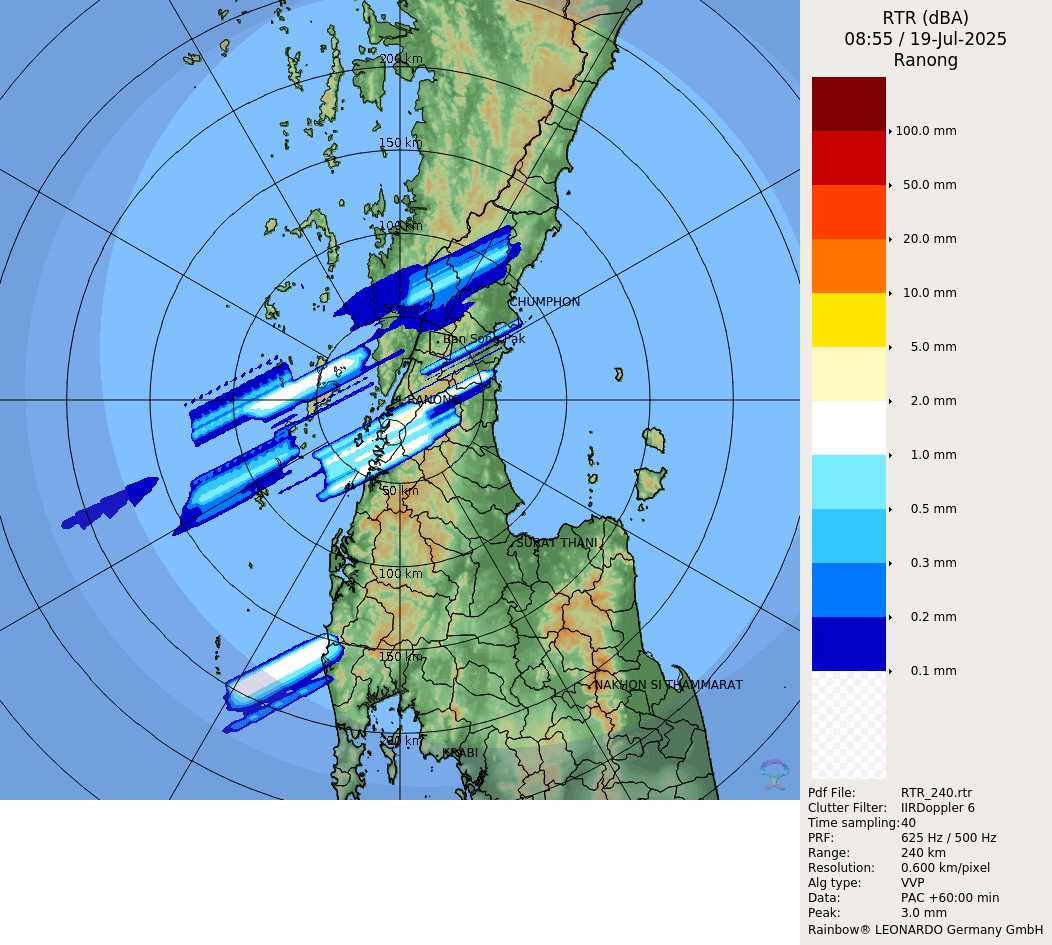 RTR (dBA)
08:55 / 19-Jul-2025
Ranong
200 km
150 km
100 km
CHUMPHON
Ban Song Pak
RANONG
50 km
SURAT THANI
100 km
150 km
NAKHON SI THAMMARAT
200 km
KRABI
100.0 mm
50.0 mm
20.0 mm
10.0 mm
5.0 mm
2.0 mm
1.0 mm
0.5 mm
0.3 mm
0.2 mm
0.1 mm
Pdf File: RTR_240.rtr
Clutter Filter: IIRDoppler 6
Time sampling:40
PRF: 625 Hz / 500 Hz
Range: 240 km
Resolution: 0.600 km/pixel
Alg type: VVP
Data: PAC +60:00 min
Peak: 3.0 mm
Rainbow® LEONARDO Germany GmbH